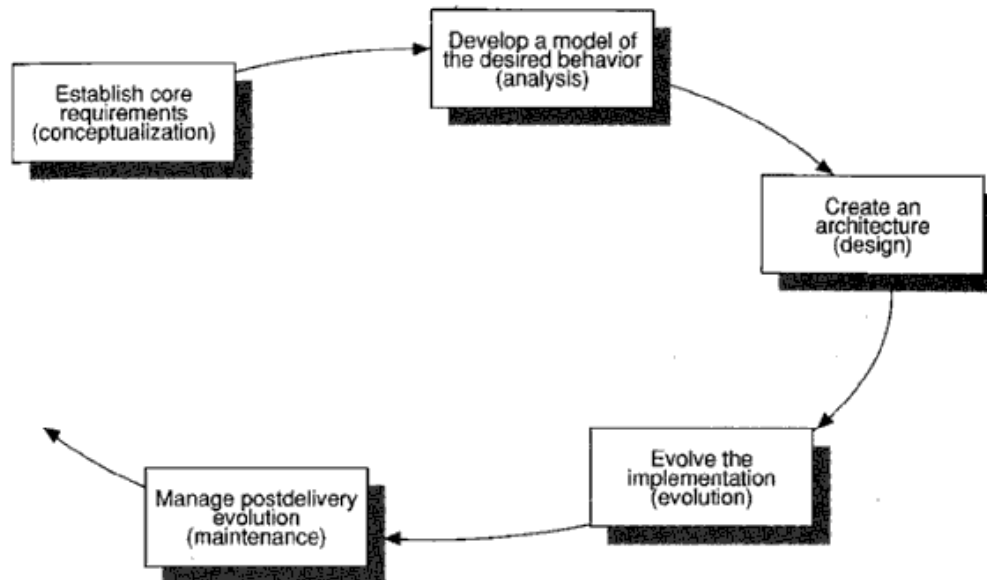 Develop a model of
the desired behavior
(analysis)
Establish core
requirements
(conceptualization)
Create an
architecture
(design)
Evolve the
implementation
(evolution)
Manage postdelivery
evolution
(maintenance)